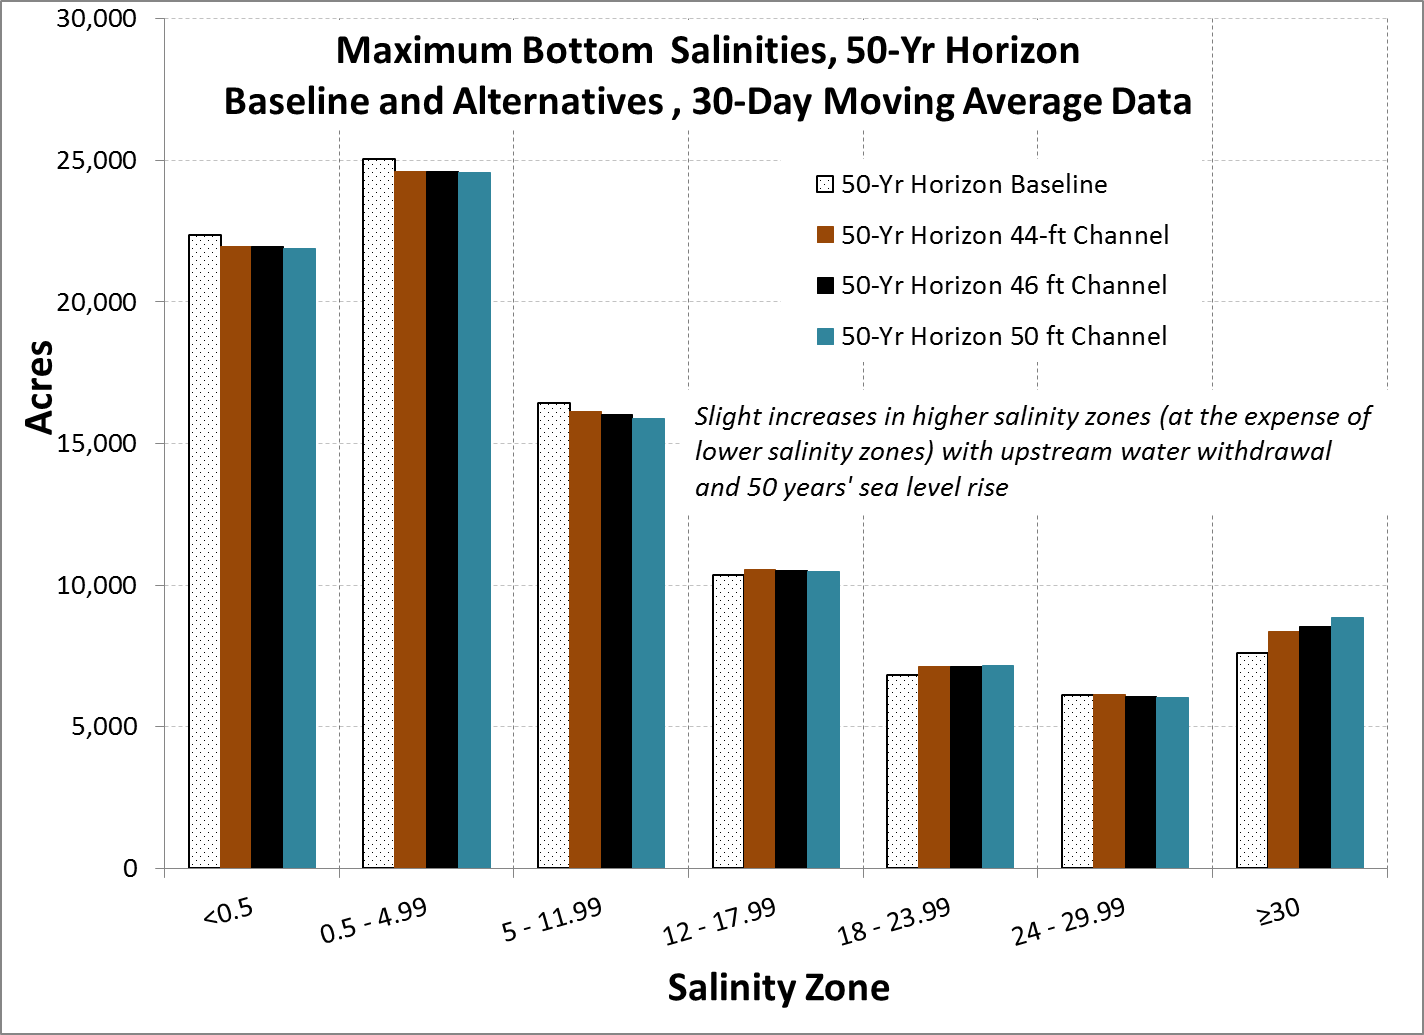 Maximum Bottom  Salinities, 50-Yr Horizon
Baseline and Alternatives , 30-Day Moving Average Data
30,000
25,000
20,000
15,000
10,000
5,000
0
Acres
50-Yr Horizon Baseline
50-Yr Horizon 44-ft Channel
50-Yr Horizon 46 ft Channel
50-Yr Horizon 50 ft Channel
Slight increases in higher salinity zones (at the expense of
lower salinity zones) with upstream water withdrawal
and 50 years' sea level rise
<0.5
0.5 - 4.99
5 - 11.99
12 - 17.99
18 - 23.99
24 - 29.99
≥30
Salinity Zone